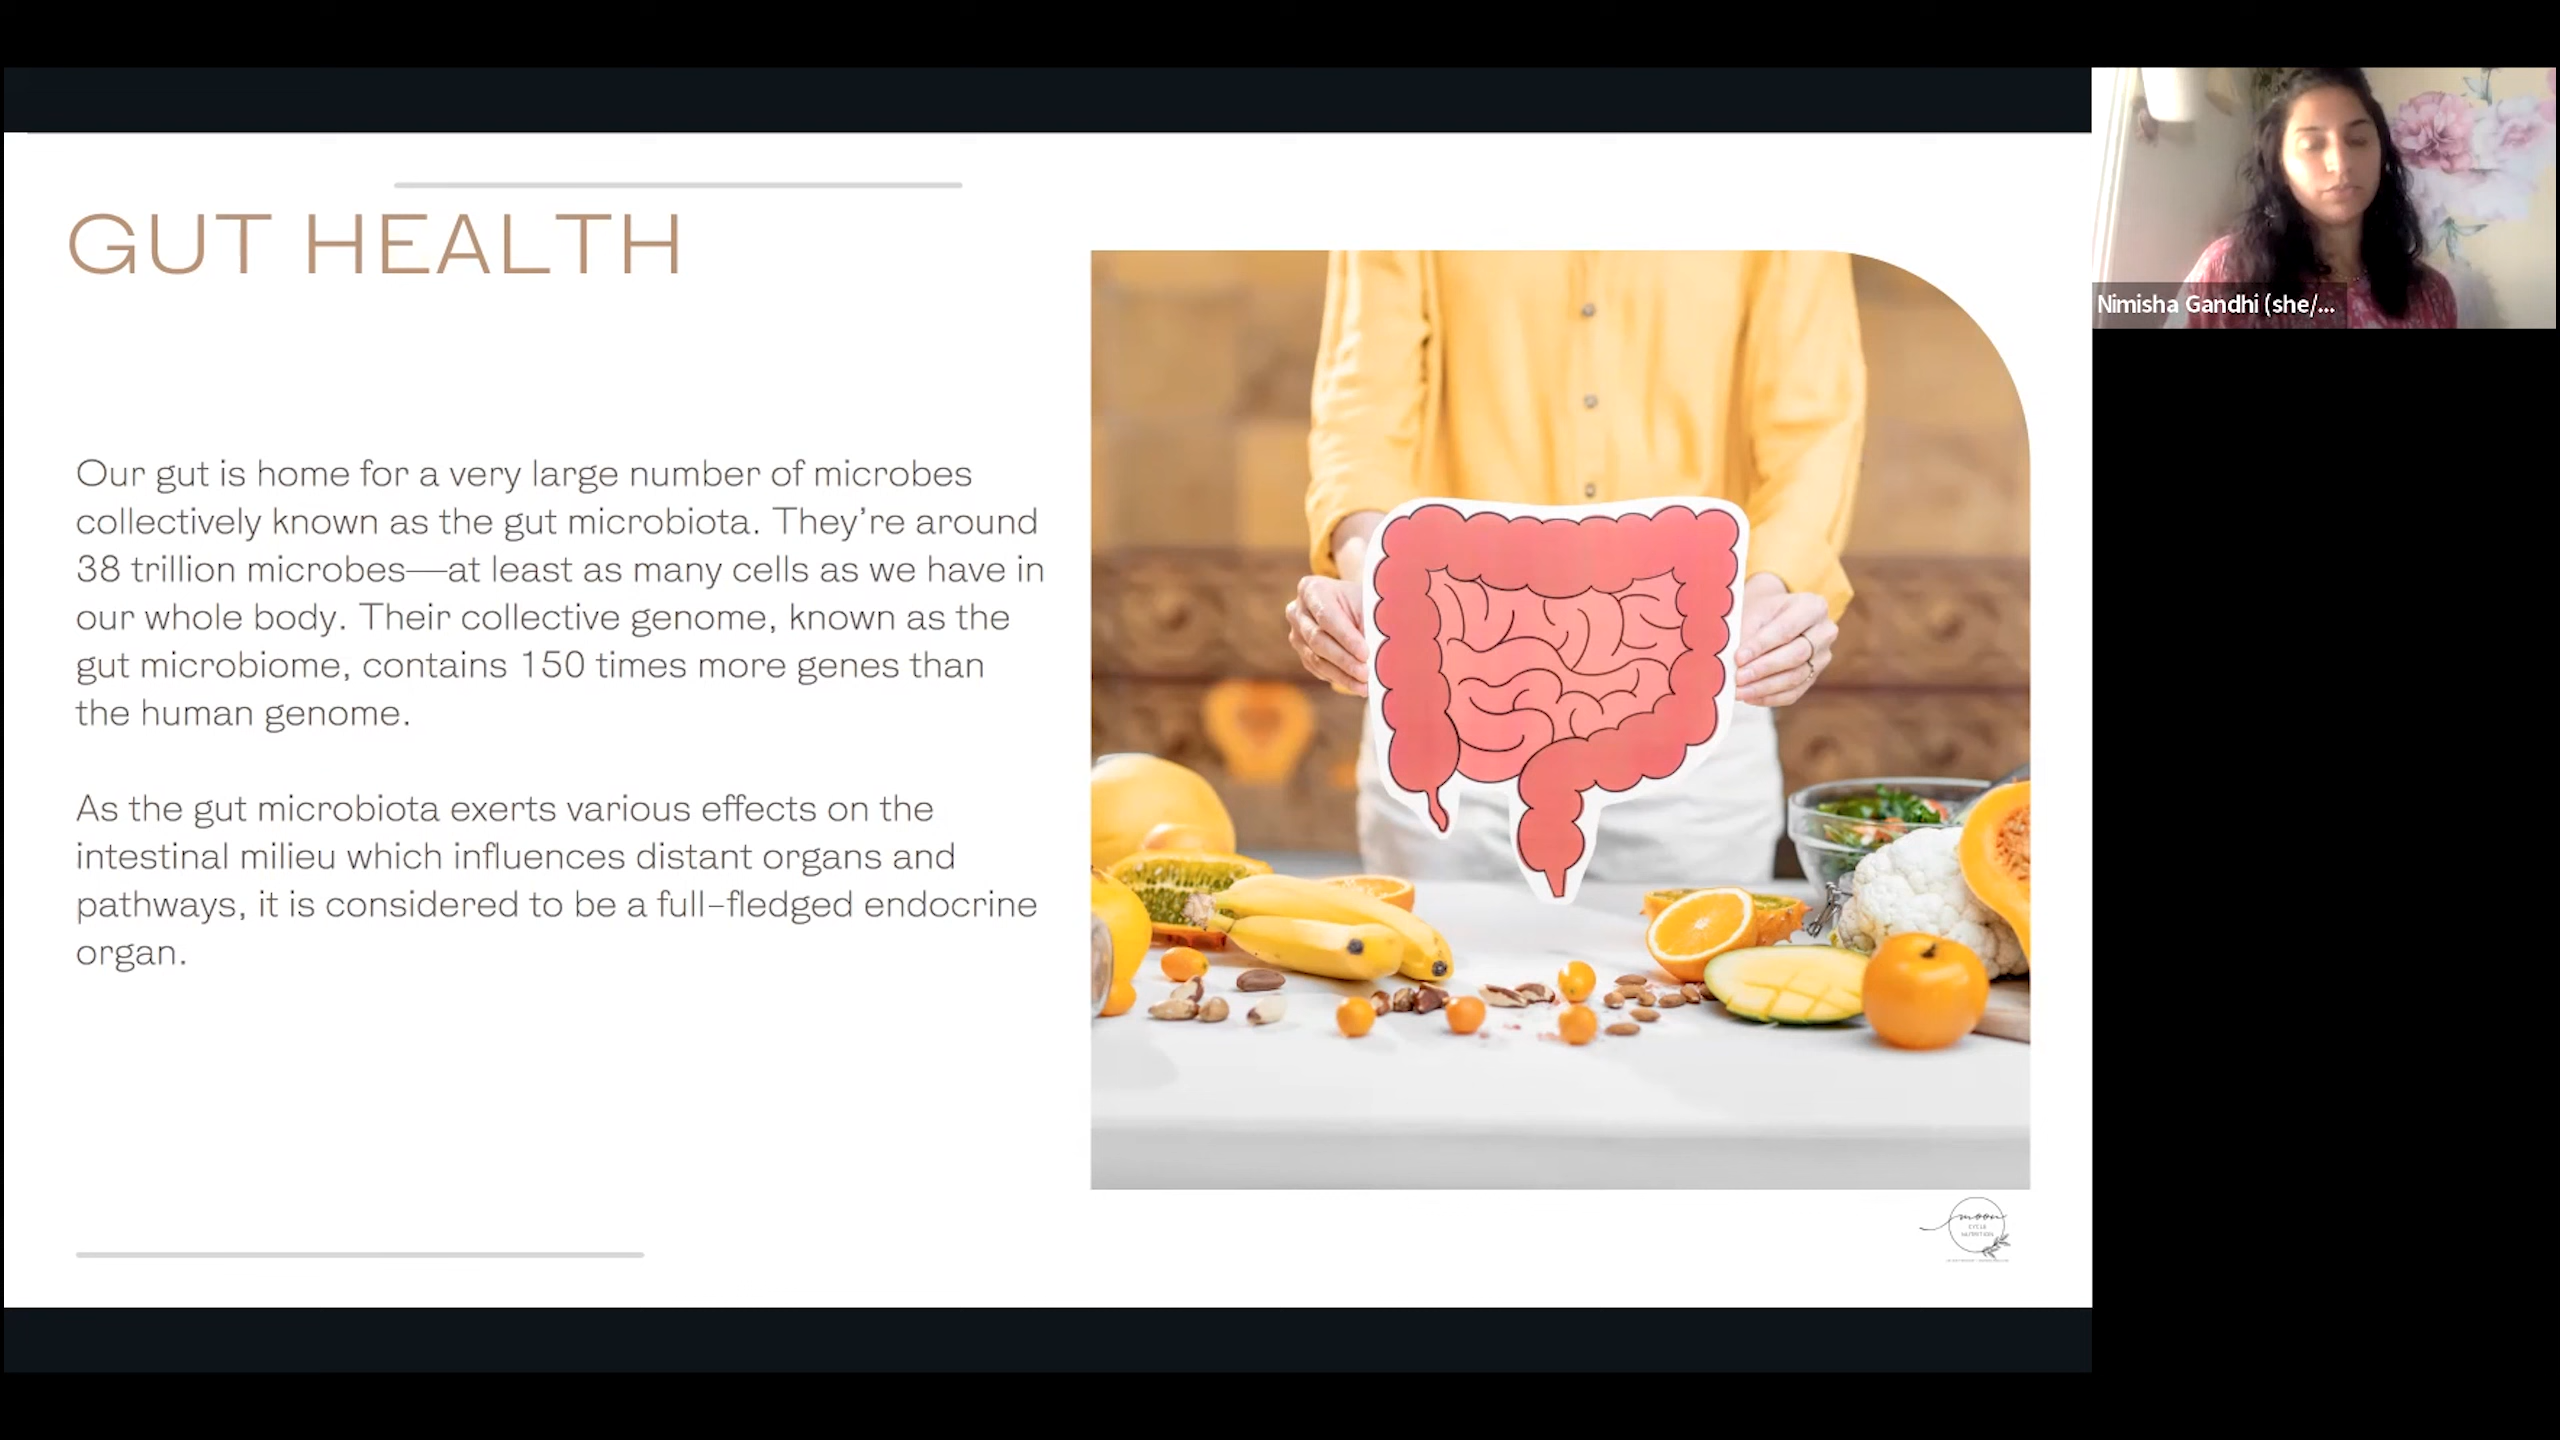 GUT HEALTH
Our gut is home for a very large number of microbes
collectively known as the gut microbiota. They’re around
38 trillion microbes—at least as many cells as we have in
our whole body. Their collective genome, known as the
gut microbiome, contains 150 times more genes than
the human genome.
As the gut microbiota exerts various effects on the
intestinal milieu which influences distant organs and
pathways, it is considered to be a full-fledged endocrine
organ.
Nimisha Gandhi (she/...
moon
CYCLE
NUTRITION